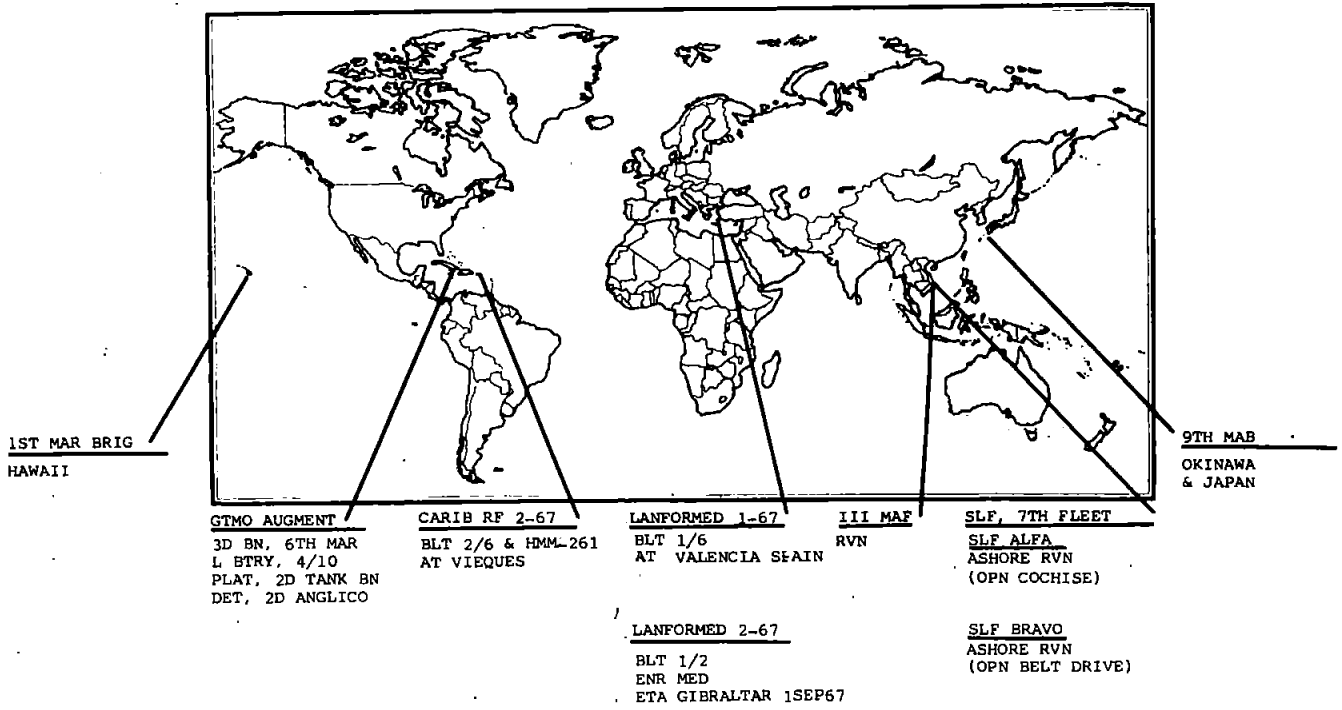 1ST MAR BRIG
HAWAII
GTMO AUGMENT
3D BN, 6TH MAR
L BTRY, 4/10
PLAT, 2D TANK BN
DET, 2D ANGLICO
CARIB RF 2-67
BLT 2/6 & HMM-261
AT VIEQUES
LANFORMED 1-67
BLT 1/6
AT VALENCIA SPAIN
LANFORMED 2-67
BLT 1/2
ENR MED
ETA GIBRALTAR 1SEP67
III MAF
RVN
SLF, 7TH FLEET
SLF ALFA
ASHORE RVN
(OPN COCHISE)
SLF BRAVO
ASHORE RVN
(OPN BELT DRIVE)
9TH MAB
OKINAWA
& JAPAN